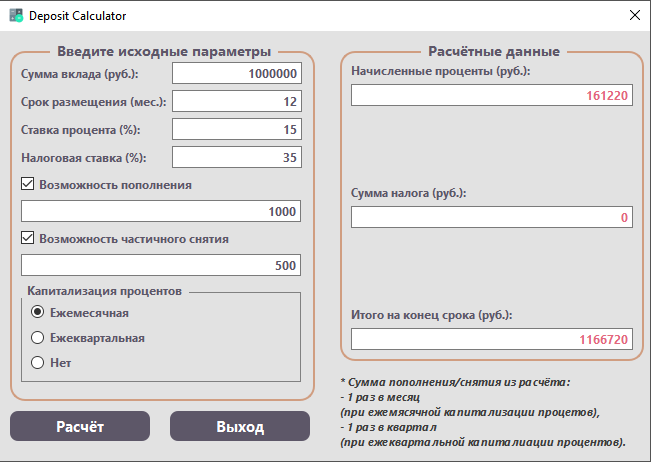 Deposit Calculator
Введите исходные параметры
Сумма вклада (руб.): 1000000
Срок размещения (мес.): 12
Ставка процента (%): 15
Налоговая ставка (%): 35
Возможность пополнения
1000
Возможность частичного снятия
500
Капитализация процентов
Ежемесячная
Ежеквартальная
Нет
Расчёт
Выход
Расчётные данные
Начисленные проценты (руб.):
161220
Сумма налога (руб.):
0
Итого на конец срока (руб.):
1166720
* Сумма пополнения/снятия из расчёта:
- 1 раз в месяц
(при ежемясячной капитализации процетов),
- 1 раз в квартал
(при ежеквартальной капиталиации процентов).